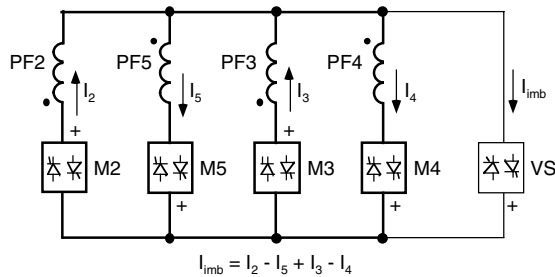 PF2 PF5 PF3 PF4
I2 I5 I3 I4 Iimb
+ +
M2 M5 M3 M4 VS
+ + +
Iimb = I2 - I5 + I3 - I4